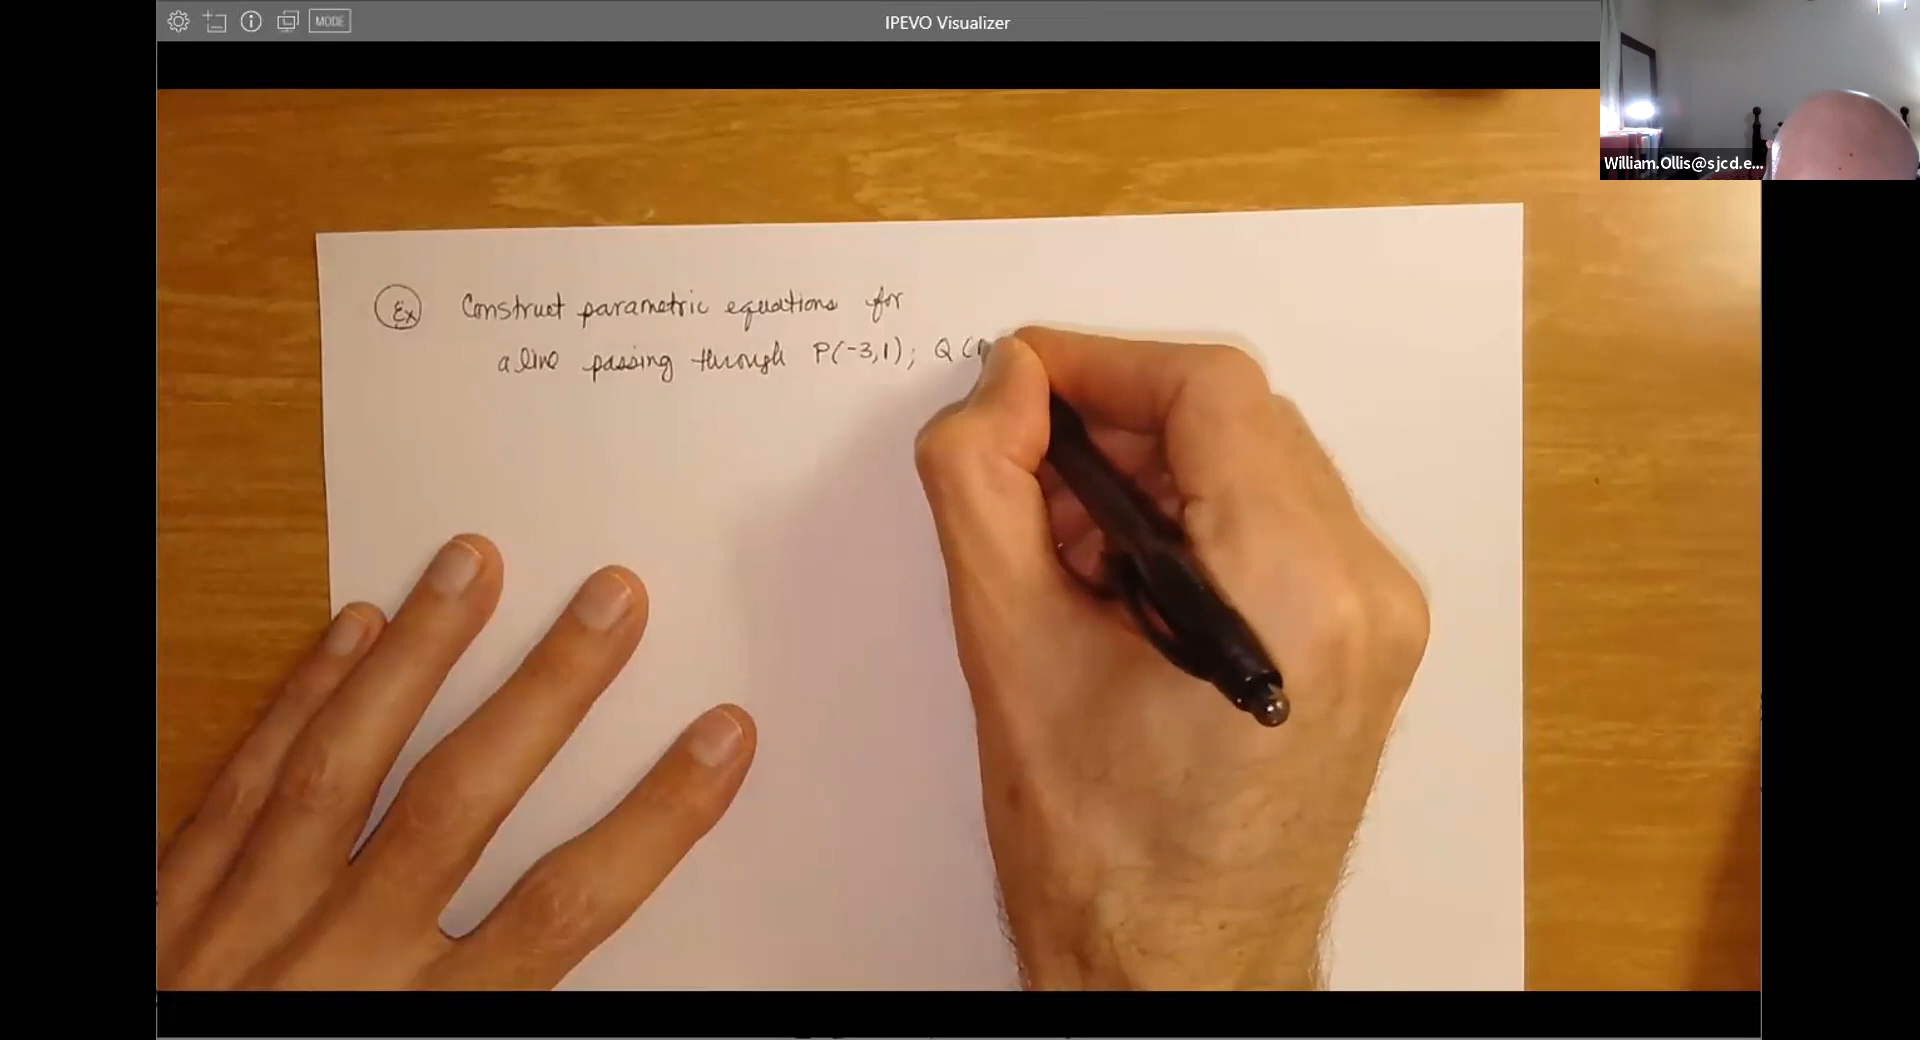 MODE
IPEVO Visualizer
William.Ollis@sjcd.e...
Ex Construct parametric equations for
a line passing through P(-3,1); Q (